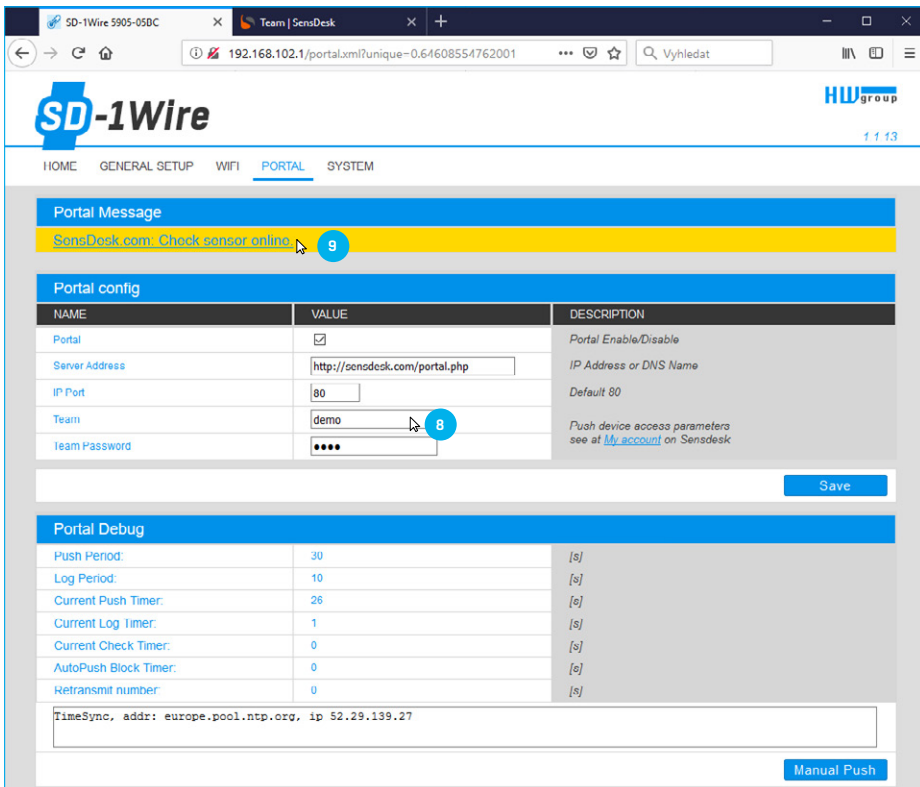 SD-1Wire 5905-05BC
Team | SensDesk
192.168.102.1/portal.xml?unique=0.64608554762001
Vyhledat
SD-1Wire
HWgroup
1 1 13
HOME GENERAL SETUP WIFI PORTAL SYSTEM
Portal Message
SensDesk.com: Check sensor online.
9
Portal config
NAME VALUE DESCRIPTION
Portal Portal Enable/Disable
Server Address http://sensdesk.com/portal.php IP Address or DNS Name
IP Port 80 Default 80
Team demo 8
Push device access parameters
see at My account on Sensdesk
Team Password ••••
Save
Portal Debug
Push Period: 30 [s]
Log Period: 10 [s]
Current Push Timer: 26 [s]
Current Log Timer: 1 [s]
Current Check Timer: 0 [s]
AutoPush Block Timer: 0 [s]
Retransmit number: 0 [s]
TimeSync, addr: europe.pool.ntp.org, ip 52.29.139.27
Manual Push